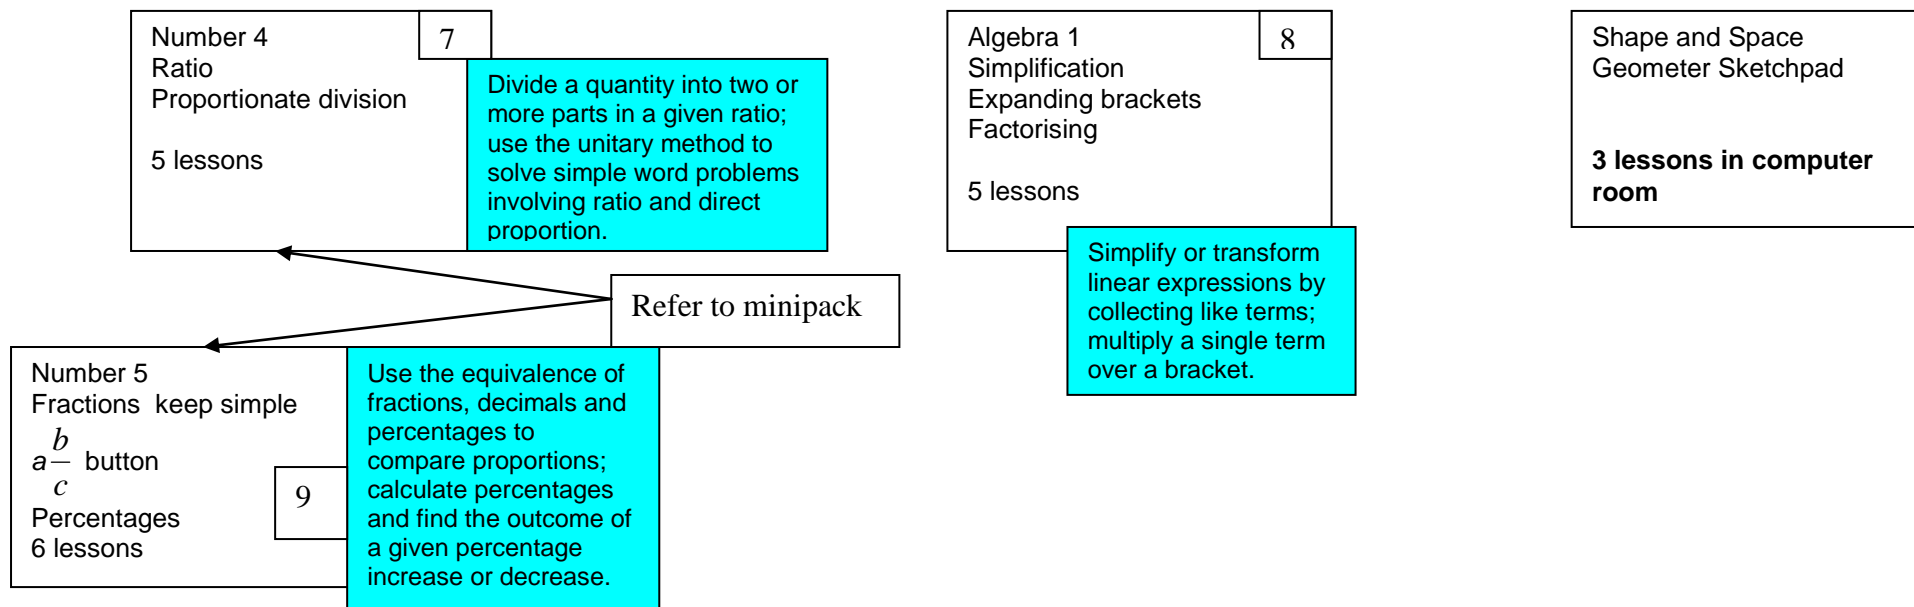 Number 4
Ratio
Proportionate division
5 lessons
7
Divide a quantity into two or
more parts in a given ratio;
use the unitary method to
solve simple word problems
involving ratio and direct
proportion.
Algebra 1
Simplification
Expanding brackets
Factorising
5 lessons
8
Simplify or transform
linear expressions by
collecting like terms;
multiply a single term
over a bracket.
Shape and Space
Geometer Sketchpad
3 lessons in computer
room
Refer to minipack
Number 5
Fractions keep simple
a b/c button
Percentages
6 lessons
9
Use the equivalence of
fractions, decimals and
percentages to
compare proportions;
calculate percentages
and find the outcome of
a given percentage
increase or decrease.